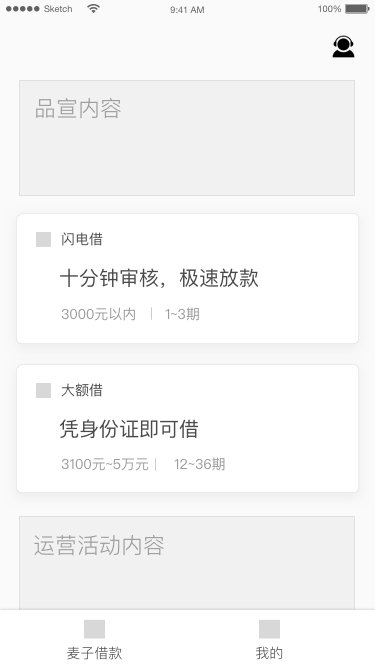 Sketch 9:41 AM 100%
品宣内容
闪电借
十分钟审核，极速放款
3000元以内 | 1~3期
大额借
凭身份证即可借
3100元~5万元 | 12~36期
运营活动内容
麦子借款 我的